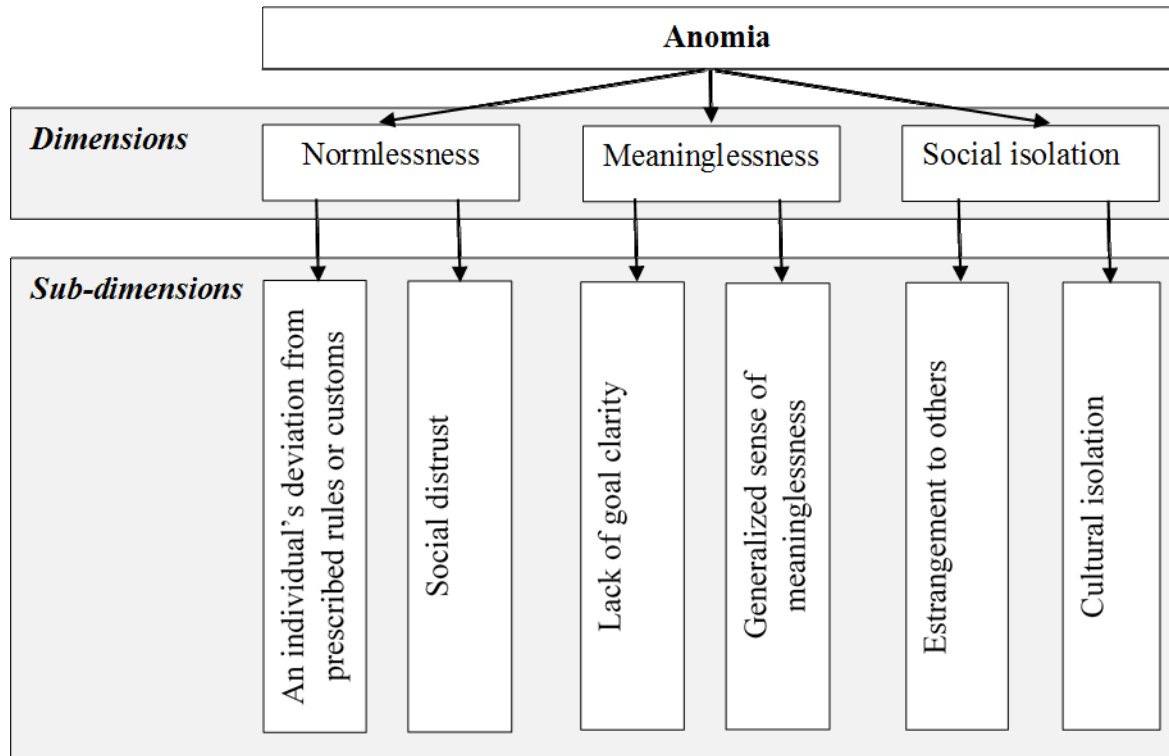 Anomia
Dimensions
Normlessness
Meaninglessness
Social isolation
Sub-dimensions
An individual’s deviation from
prescribed rules or customs
Social distrust
Lack of goal clarity
Generalized sense of
meaninglessness
Estrangement to others
Cultural isolation